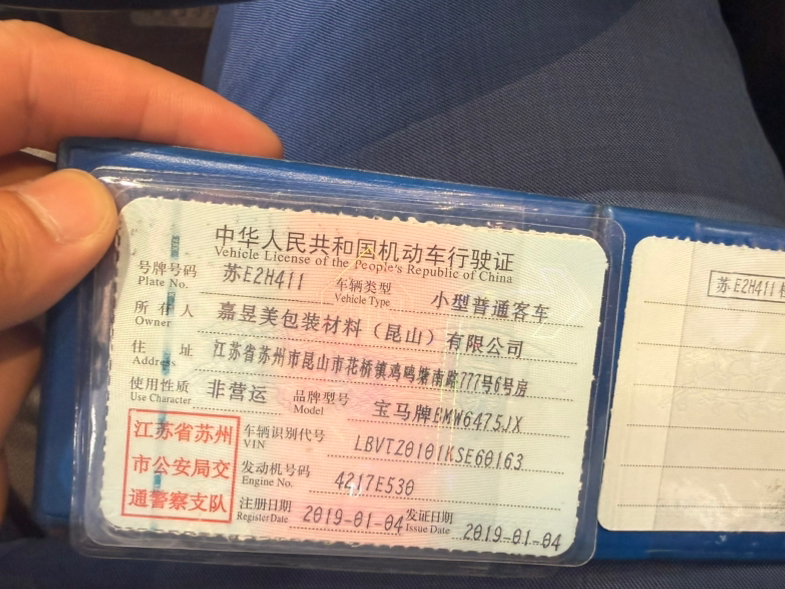 中华人民共和国机动车行驶证
Vehicle License of the People's Republic of China
号牌号码 苏E2H411 车辆类型 小型普通客车
Plate No. Vehicle Type
所有人 嘉昱美包装材料（昆山）有限公司
Owner
住址 江苏省苏州市昆山市花桥镇鸡鸣塘南路777号6号房
Address
使用性质 非营运 品牌型号 宝马牌BMW6475JX
Use Character Model
江苏省苏州
市公安局交
通警察支队
车辆识别代号 LBVTZ0101KSE60163
VIN
发动机号码 4217E530
Engine No.
注册日期 2019-01-04 发证日期 2019-01-04
Register Date Issue Date
苏E2H411